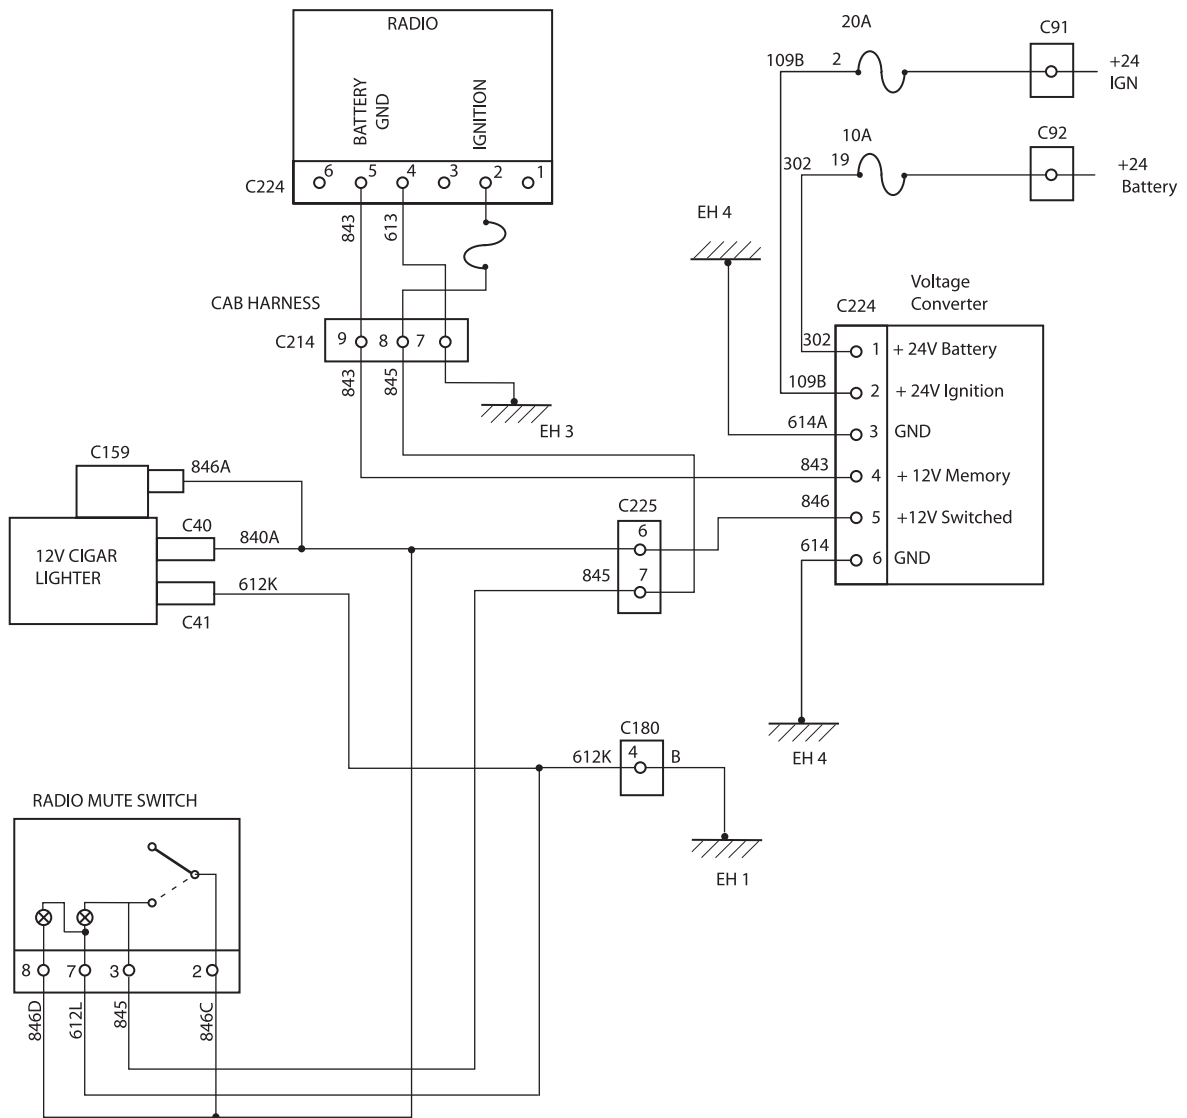 RADIO
20A
C91
109B
2
+24
IGN
BATTERY
GND
IGNITION
10A
C92
302
19
+24
Battery
C224
6
5
4
3
2
1
843
613
EH 4
CAB HARNESS
C214
9
8
7
843
845
EH 3
Voltage
Converter
C224
302
1
+ 24V Battery
109B
2
+ 24V Ignition
614A
3
GND
843
4
+ 12V Memory
846
5
+12V Switched
614
6
GND
C159
846A
C40
840A
12V CIGAR
LIGHTER
612K
C41
C225
6
845
7
EH 4
C180
612K
4
B
EH 1
RADIO MUTE SWITCH
8
7
3
2
846D
612L
845
846C